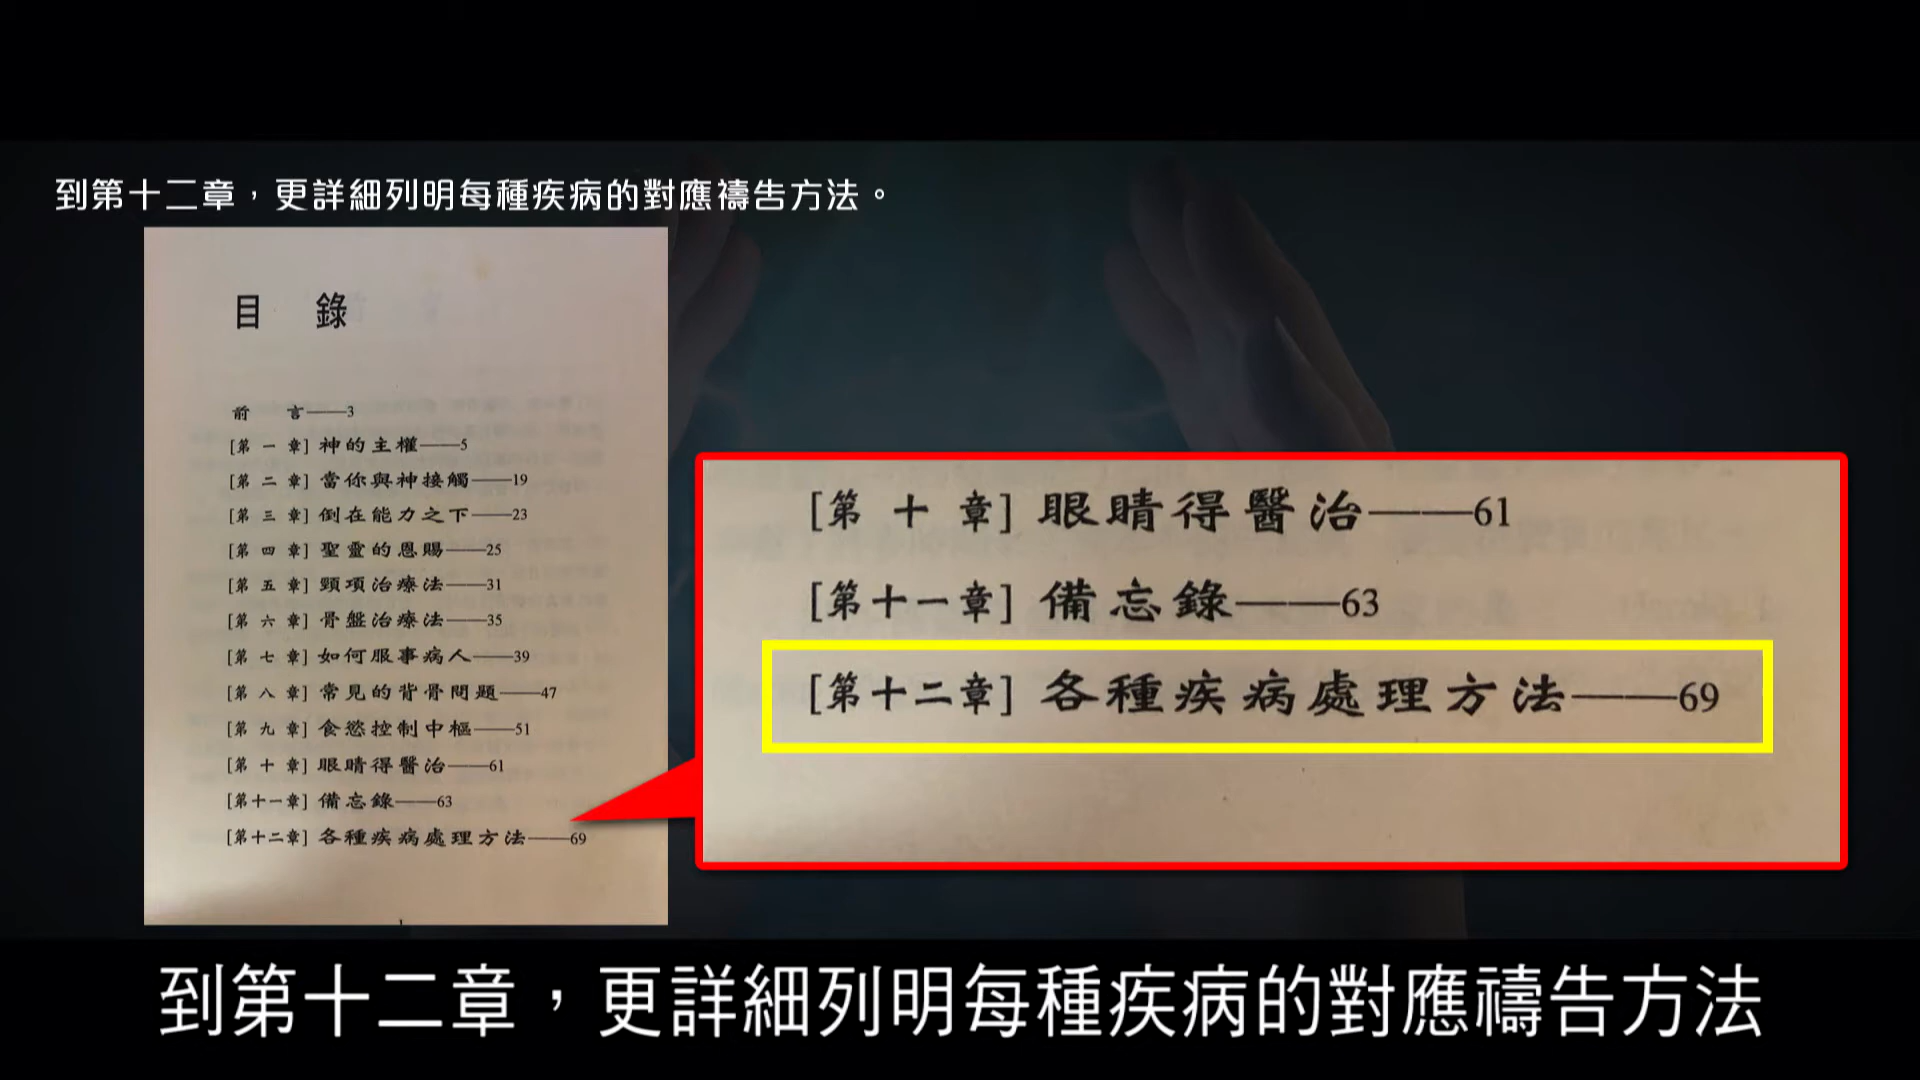 到第十二章，更詳細列明每種疾病的對應禱告方法。
目　錄
前　言——3
[第一章] 神的主權——5
[第二章] 當你與神接觸——19
[第三章] 倒在能力之下——23
[第四章] 聖靈的恩賜——25
[第五章] 頸項治療法——31
[第六章] 骨盤治療法——35
[第七章] 如何服事病人——39
[第八章] 常見的背骨問題——47
[第九章] 食慾控制中樞——51
[第十章] 眼睛得醫治——61
[第十一章] 備忘錄——63
[第十二章] 各種疾病處理方法——69
1
[第十章] 眼睛得醫治——61
[第十一章] 備忘錄——63
[第十二章] 各種疾病處理方法——69
到第十二章，更詳細列明每種疾病的對應禱告方法